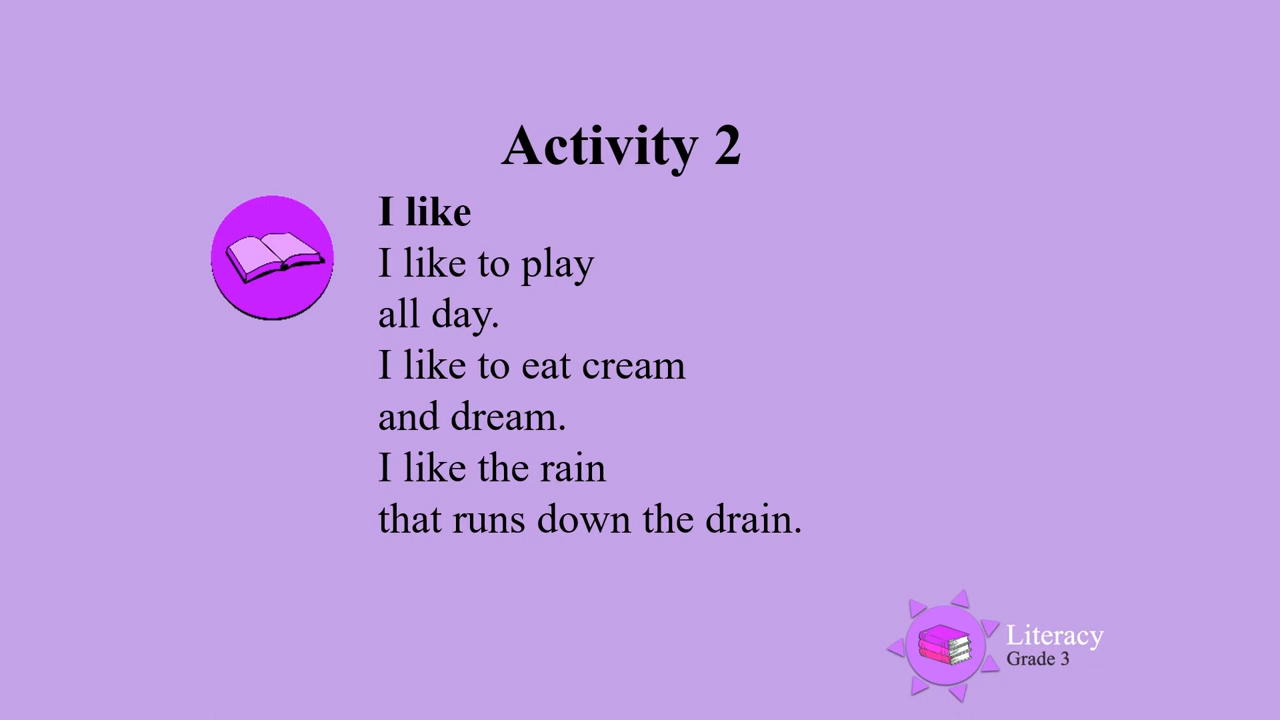 Activity 2
I like
I like to play
all day.
I like to eat cream
and dream.
I like the rain
that runs down the drain.
Literacy
Grade 3